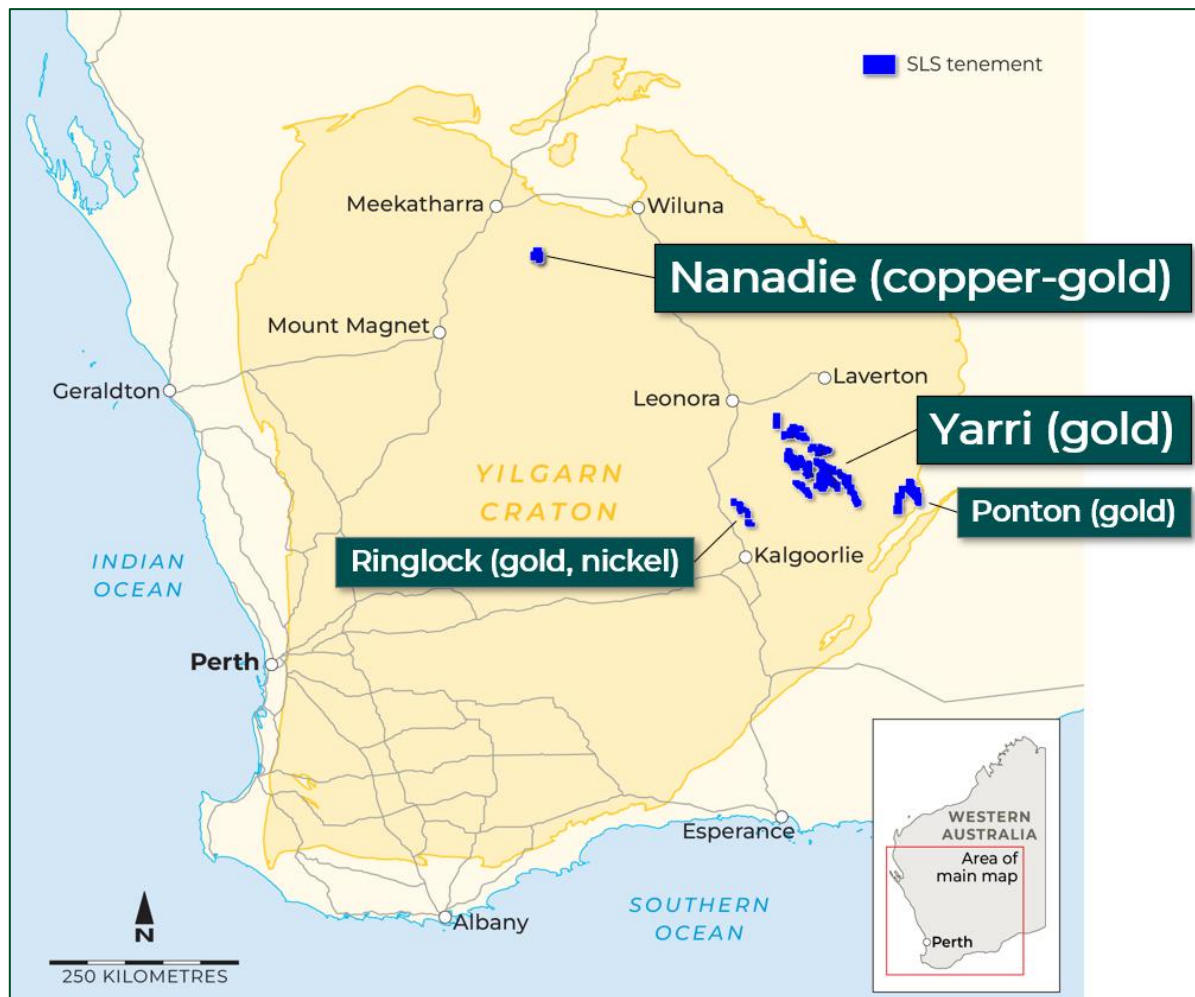 SLS tenement
Meekatharra
Wiluna
Nanadie (copper-gold)
Mount Magnet
Geraldton
Laverton
Leonora
Yarri (gold)
YILGARN
CRATON
Ponton (gold)
Ringlock (gold, nickel)
Kalgoorlie
INDIAN
OCEAN
Perth
WESTERN
AUSTRALIA
Area of
main map
Perth
Esperance
SOUTHERN
OCEAN
Albany
N
250 KILOMETRES